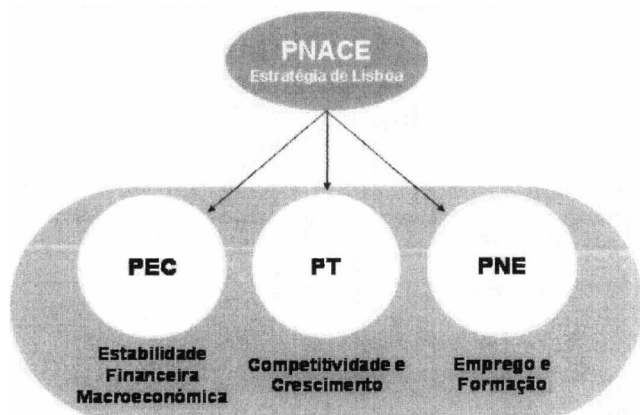 PNACE
Estratégia de Lisboa
PEC
PT
PNE
Estabilidade
Financeira
Macroeconómica
Competitividade e
Crescimento
Emprego e
Formação